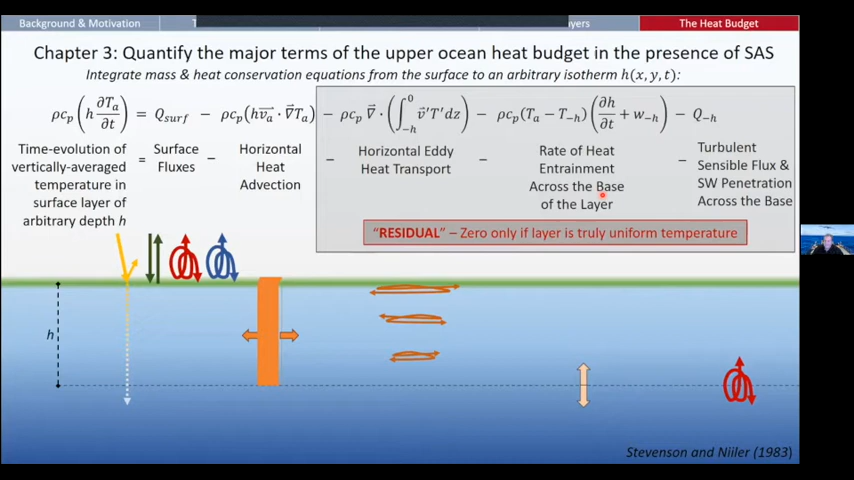 Background & Motivation
T
yers
The Heat Budget
Chapter 3: Quantify the major terms of the upper ocean heat budget in the presence of SAS
Integrate mass & heat conservation equations from the surface to an arbitrary isotherm h(x, y, t):
ρc_p (h ∂T_a/∂t) = Q_surf − ρc_p(hv⃗_a · ∇⃗T_a) − ρc_p ∇⃗ · (∫_{-h}^{0} v⃗′T′dz) − ρc_p(T_a − T_{-h}) (∂h/∂t + w_{-h}) − Q_{-h}
Time-evolution of
vertically-averaged
temperature in
surface layer of
arbitrary depth h
=
Surface
Fluxes
−
Horizontal
Heat
Advection
−
Horizontal Eddy
Heat Transport
−
Rate of Heat
Entrainment
Across the Base
of the Layer
−
Turbulent
Sensible Flux &
SW Penetration
Across the Base
“RESIDUAL” – Zero only if layer is truly uniform temperature
h
Stevenson and Niiler (1983)